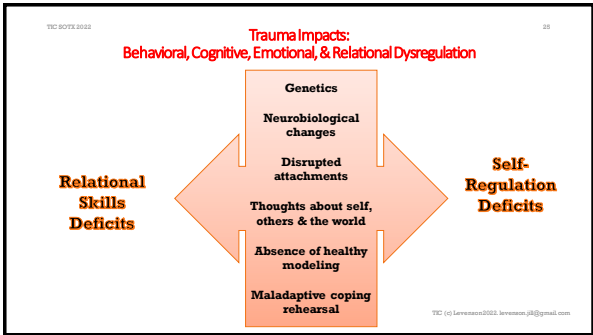 TIC SOTX 2022
25
Trauma Impacts:
Behavioral, Cognitive, Emotional, & Relational Dysregulation
Genetics
Neurobiological
changes
Disrupted
attachments
Thoughts about self,
others & the world
Absence of healthy
modeling
Maladaptive coping
rehearsal
Relational
Skills
Deficits
Self-
Regulation
Deficits
TIC (c) Levenson2022. levenson.jill@gmail.com